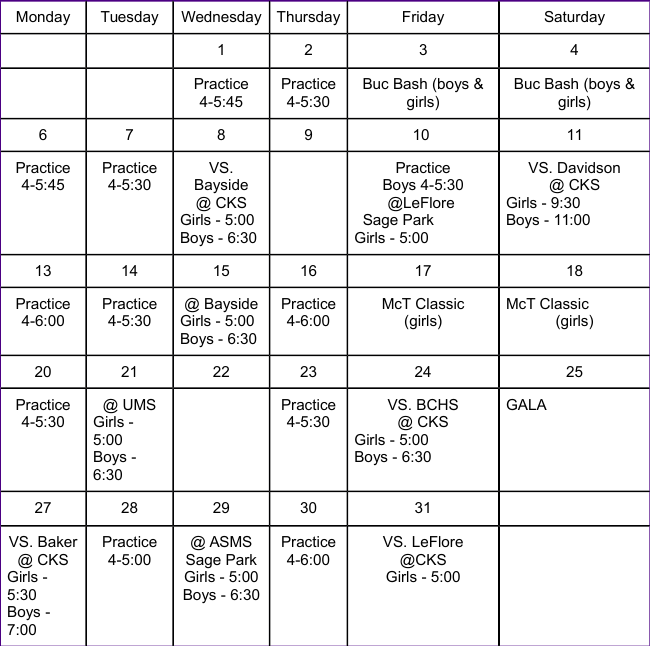 Monday Tuesday Wednesday Thursday Friday Saturday
1 2 3 4
Practice
4-5:45
Practice
4-5:30
Buc Bash (boys &
girls)
Buc Bash (boys &
girls)
6 7 8 9 10 11
Practice
4-5:45
Practice
4-5:30
VS.
Bayside
@ CKS
Girls - 5:00
Boys - 6:30
Practice
Boys 4-5:30
@LeFlore
Sage Park
Girls - 5:00
VS. Davidson
@ CKS
Girls - 9:30
Boys - 11:00
13 14 15 16 17 18
Practice
4-6:00
Practice
4-5:30
@ Bayside
Girls - 5:00
Boys - 6:30
Practice
4-6:00
McT Classic
(girls)
McT Classic
(girls)
20 21 22 23 24 25
Practice
4-5:30
@ UMS
Girls -
5:00
Boys -
6:30
Practice
4-5:30
VS. BCHS
@ CKS
Girls - 5:00
Boys - 6:30
GALA
27 28 29 30 31
VS. Baker
@ CKS
Girls -
5:30
Boys -
7:00
Practice
4-5:00
@ ASMS
Sage Park
Girls - 5:00
Boys - 6:30
Practice
4-6:00
VS. LeFlore
@CKS
Girls - 5:00